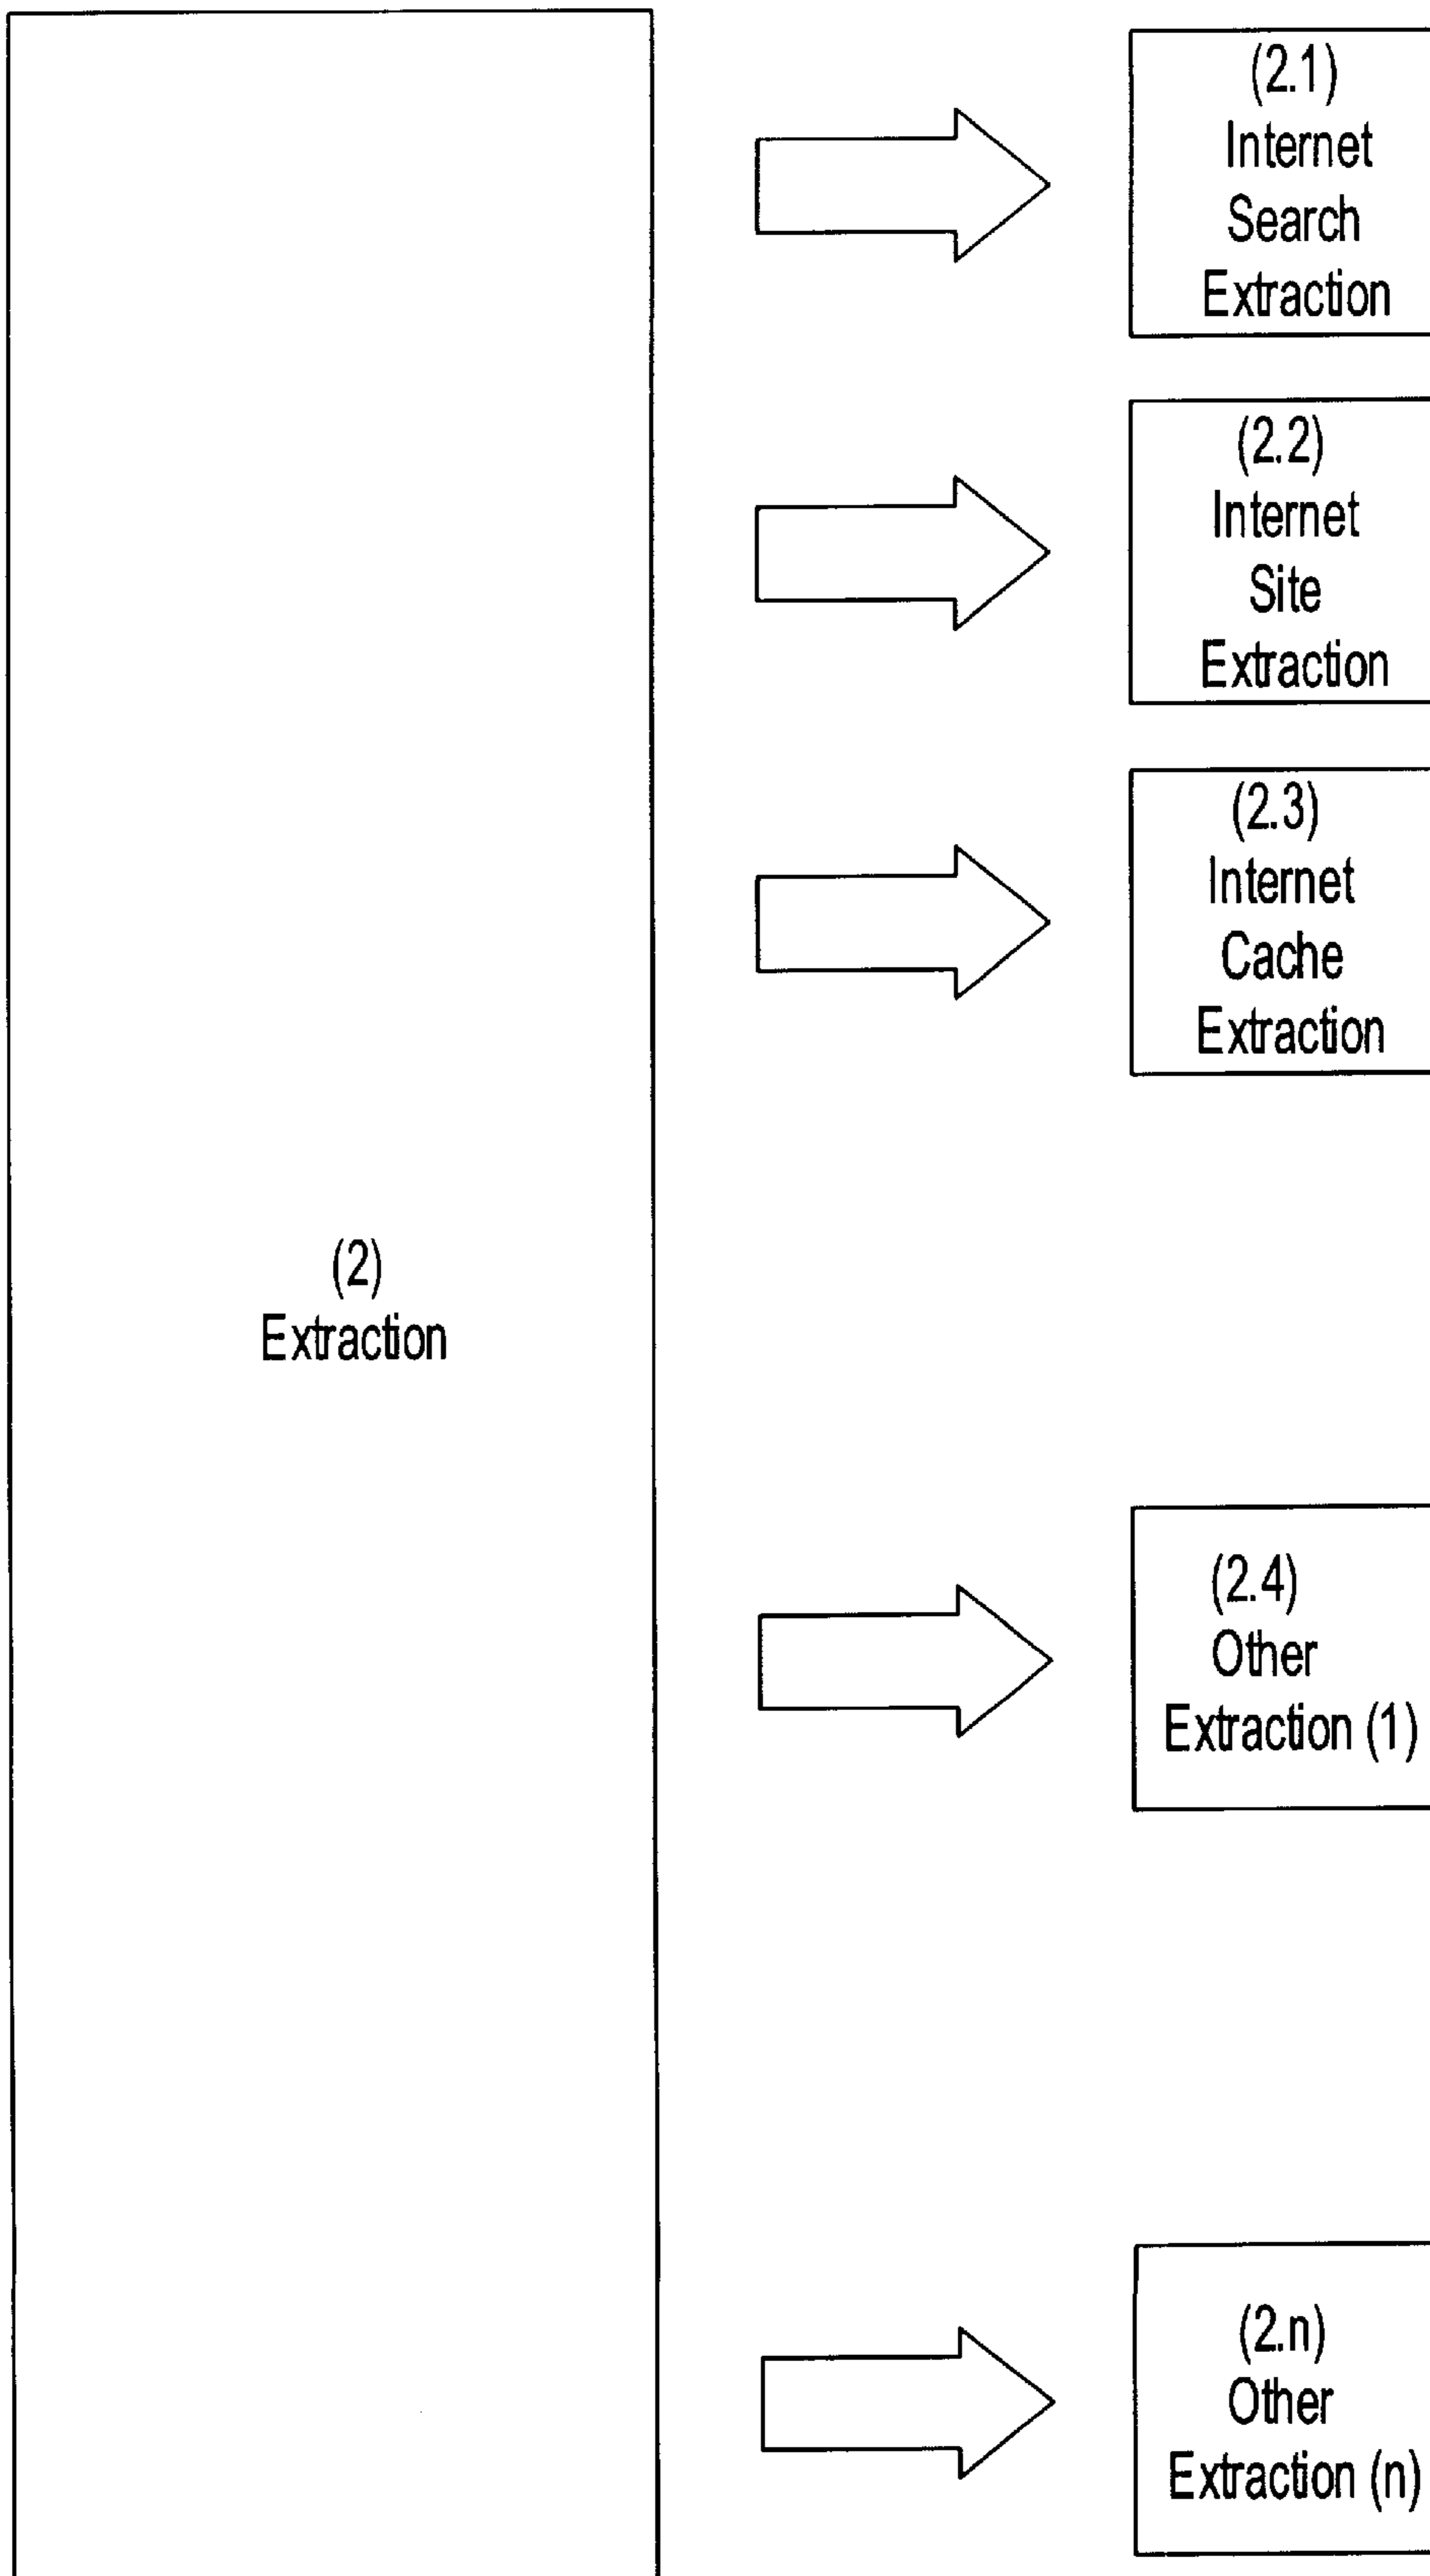 (2)
Extraction
(2.1)
Internet
Search
Extraction
(2.2)
Internet
Site
Extraction
(2.3)
Internet
Cache
Extraction
(2.4)
Other
Extraction (1)
(2.n)
Other
Extraction (n)